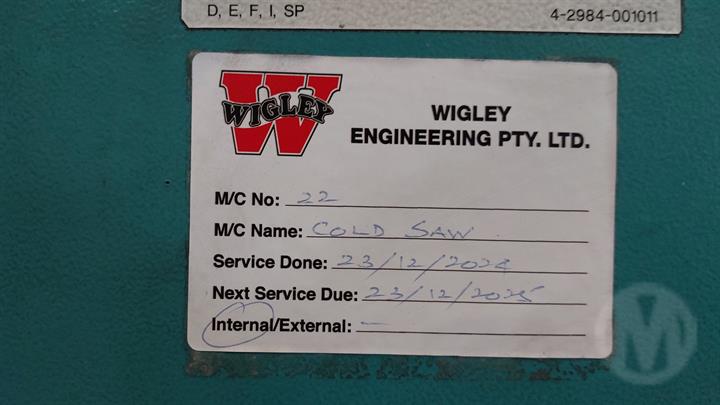 D, E, F, I, SP 4-2984-001011
WIGLEY
WIGLEY
ENGINEERING PTY. LTD.
M/C No: 22
M/C Name: COLD SAW
Service Done: 23/12/2024
Next Service Due: 23/12/2025
Internal/External: —